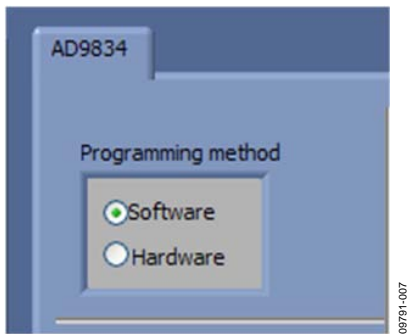 AD9834
Programming method
Software
Hardware
09791-007